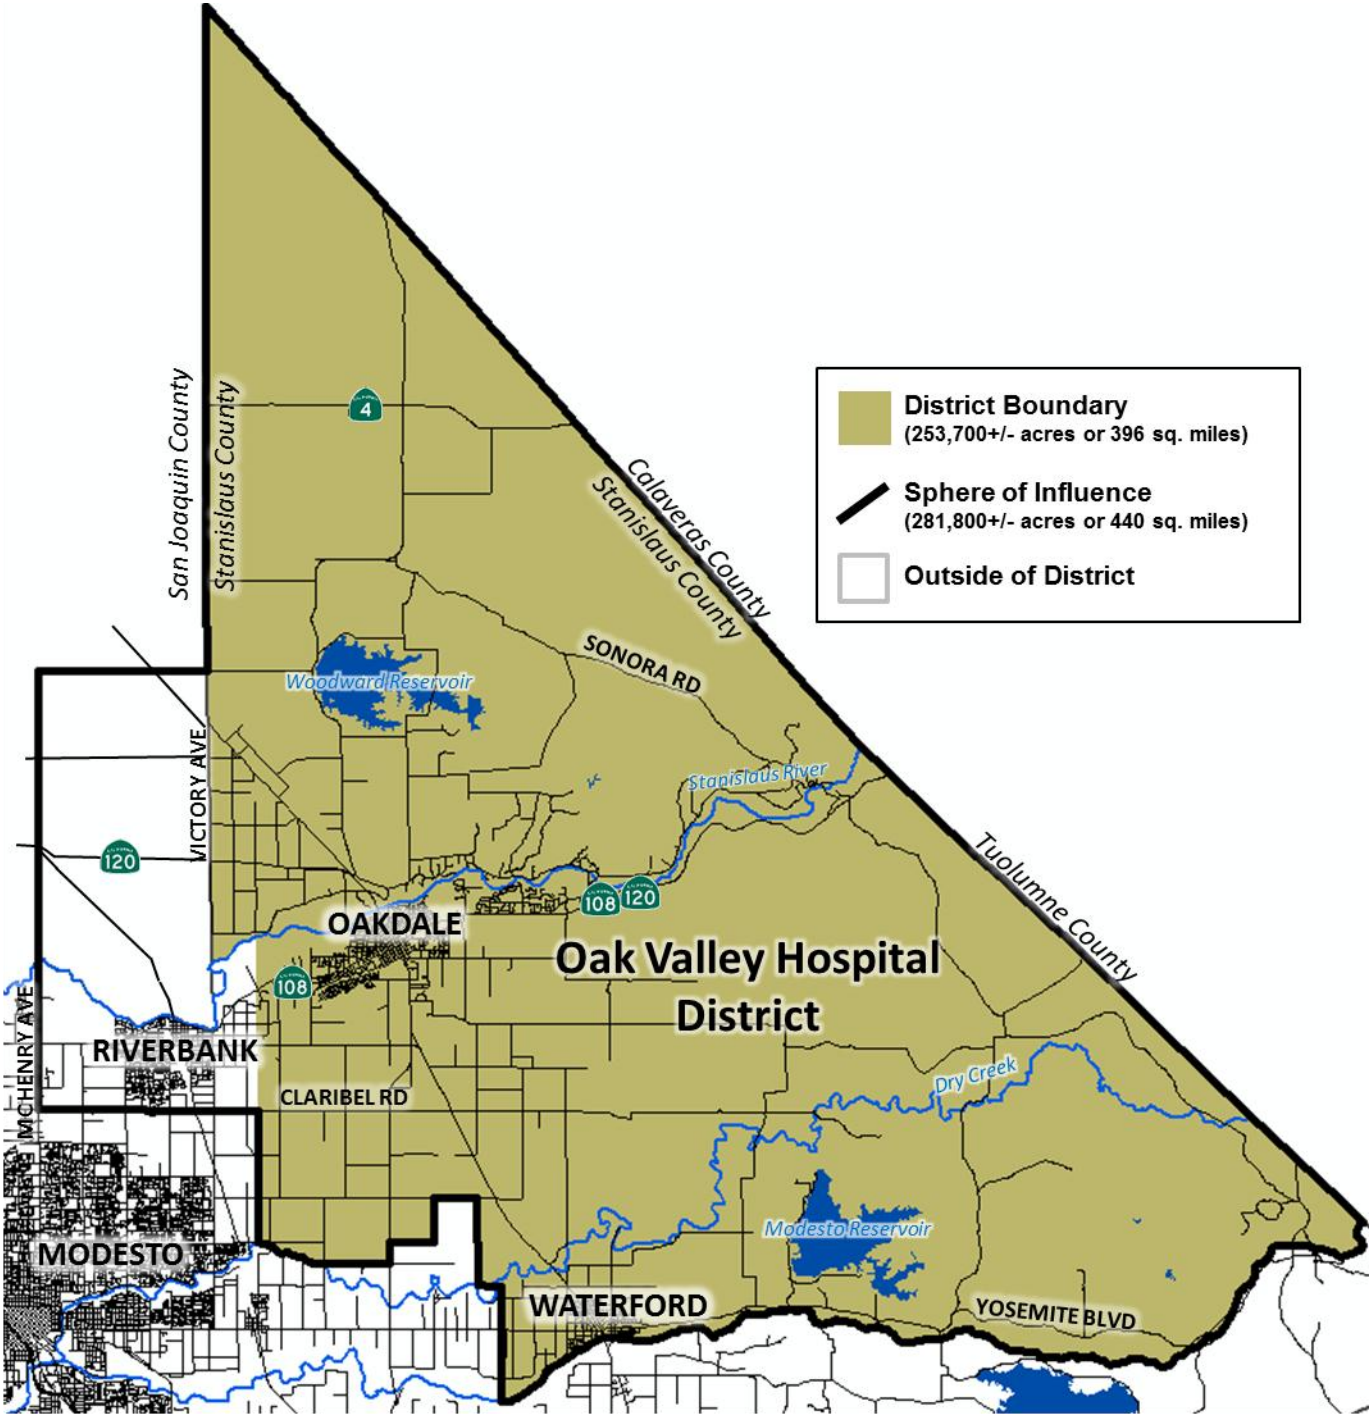 San Joaquin County
Stanislaus County
4
Calaveras County
Stanislaus County
District Boundary
(253,700+/- acres or 396 sq. miles)
Sphere of Influence
(281,800+/- acres or 440 sq. miles)
Outside of District
SONORA RD
Woodward Reservoir
VICTORY AVE
Stanislaus River
120
108
120
Tuolumne County
OAKDALE
Oak Valley Hospital
District
108
MCHENRY AVE
RIVERBANK
Dry Creek
CLARIBEL RD
MODESTO
Modesto Reservoir
WATERFORD
YOSEMITE BLVD